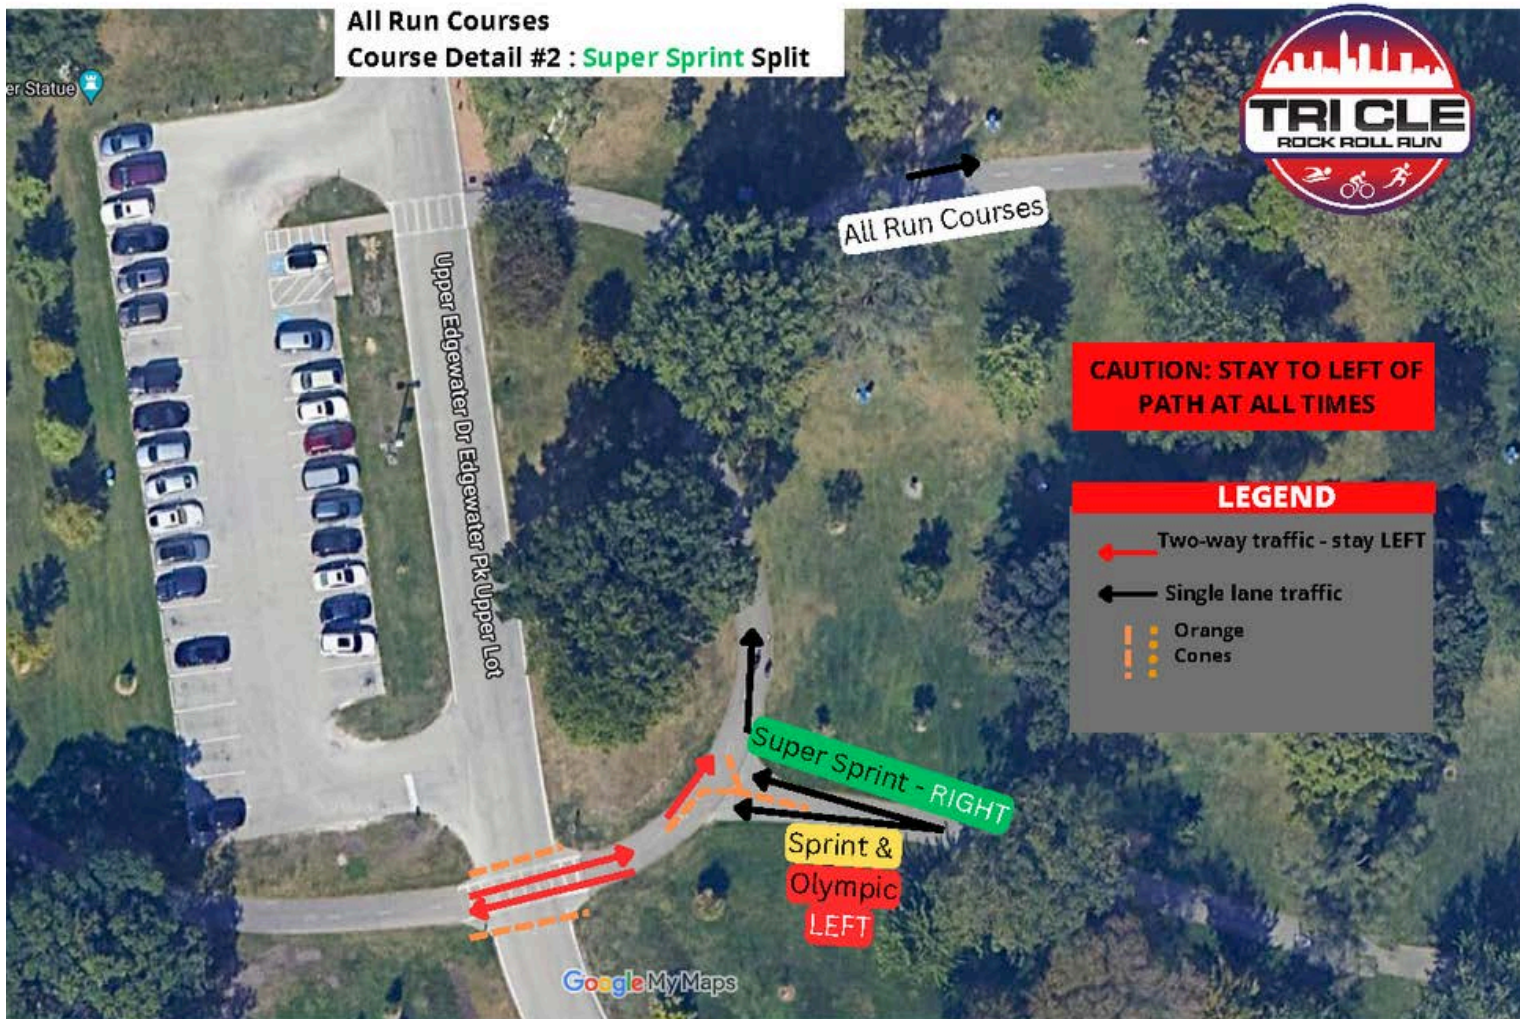 All Run Courses
Course Detail #2 : Super Sprint Split
er Statue
TRI CLE
ROCK ROLL RUN
All Run Courses
Upper Edgewater Dr Edgewater Pk Upper Lot
CAUTION: STAY TO LEFT OF
PATH AT ALL TIMES
LEGEND
Two-way traffic - stay LEFT
Single lane traffic
Orange
Cones
Super Sprint - RIGHT
Sprint &
Olympic
LEFT
Google My Maps